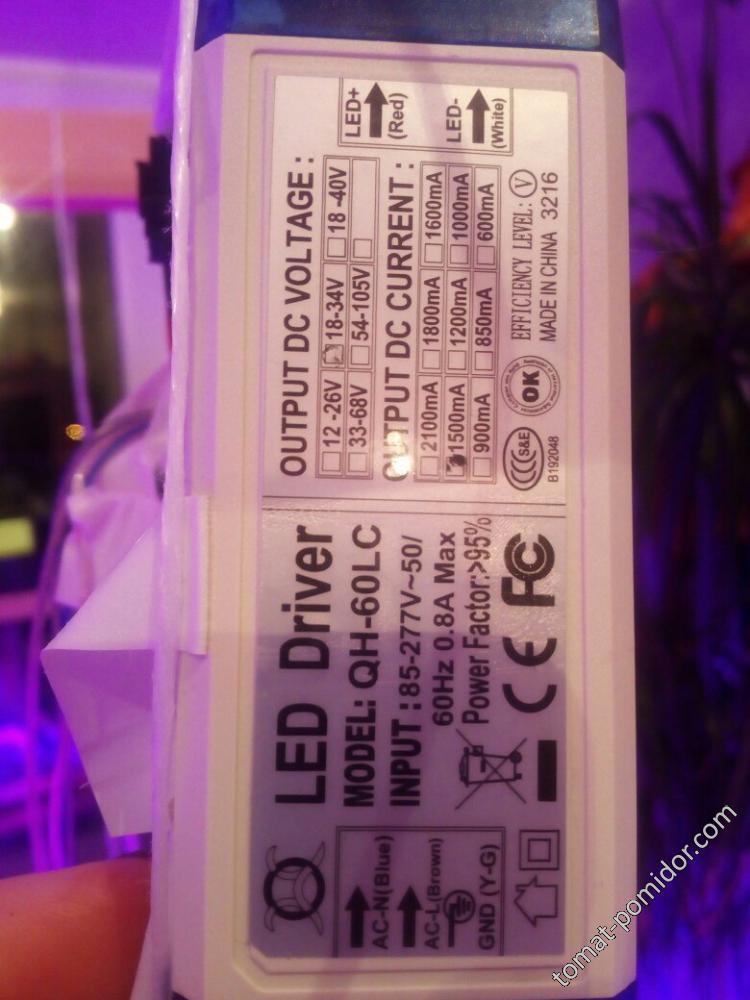 AC-N(Blue)
AC-L(Brown)
GND (Y-G)
LED Driver
MODEL: QH-60LC
INPUT : 85-277V~50/
60Hz 0.8A Max
Power Factor:>95%
CE FC
OUTPUT DC VOLTAGE :
12 -26V 18-34V 18 -40V
33-68V 54-105V
OUTPUT DC CURRENT :
2100mA 1800mA 1600mA
1500mA 1200mA 1000mA
900mA 850mA 600mA
S&E
B192048
OK
EFFICIENCY LEVEL: V
MADE IN CHINA 3216
LED+
(Red)
LED-
(White)
tomat-pomidor.com